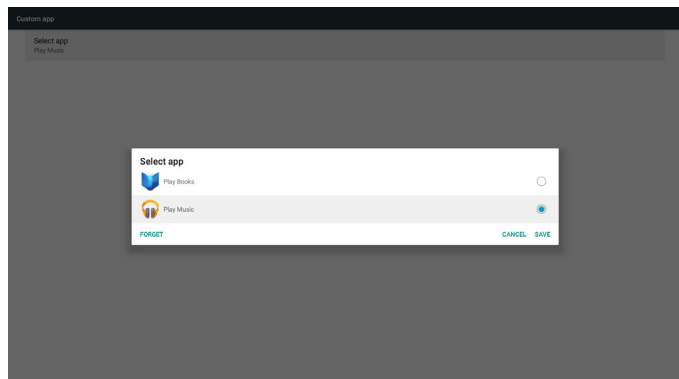 Custom app
Select app
Play Music
Select app
Play Books
Play Music
FORGET CANCEL SAVE